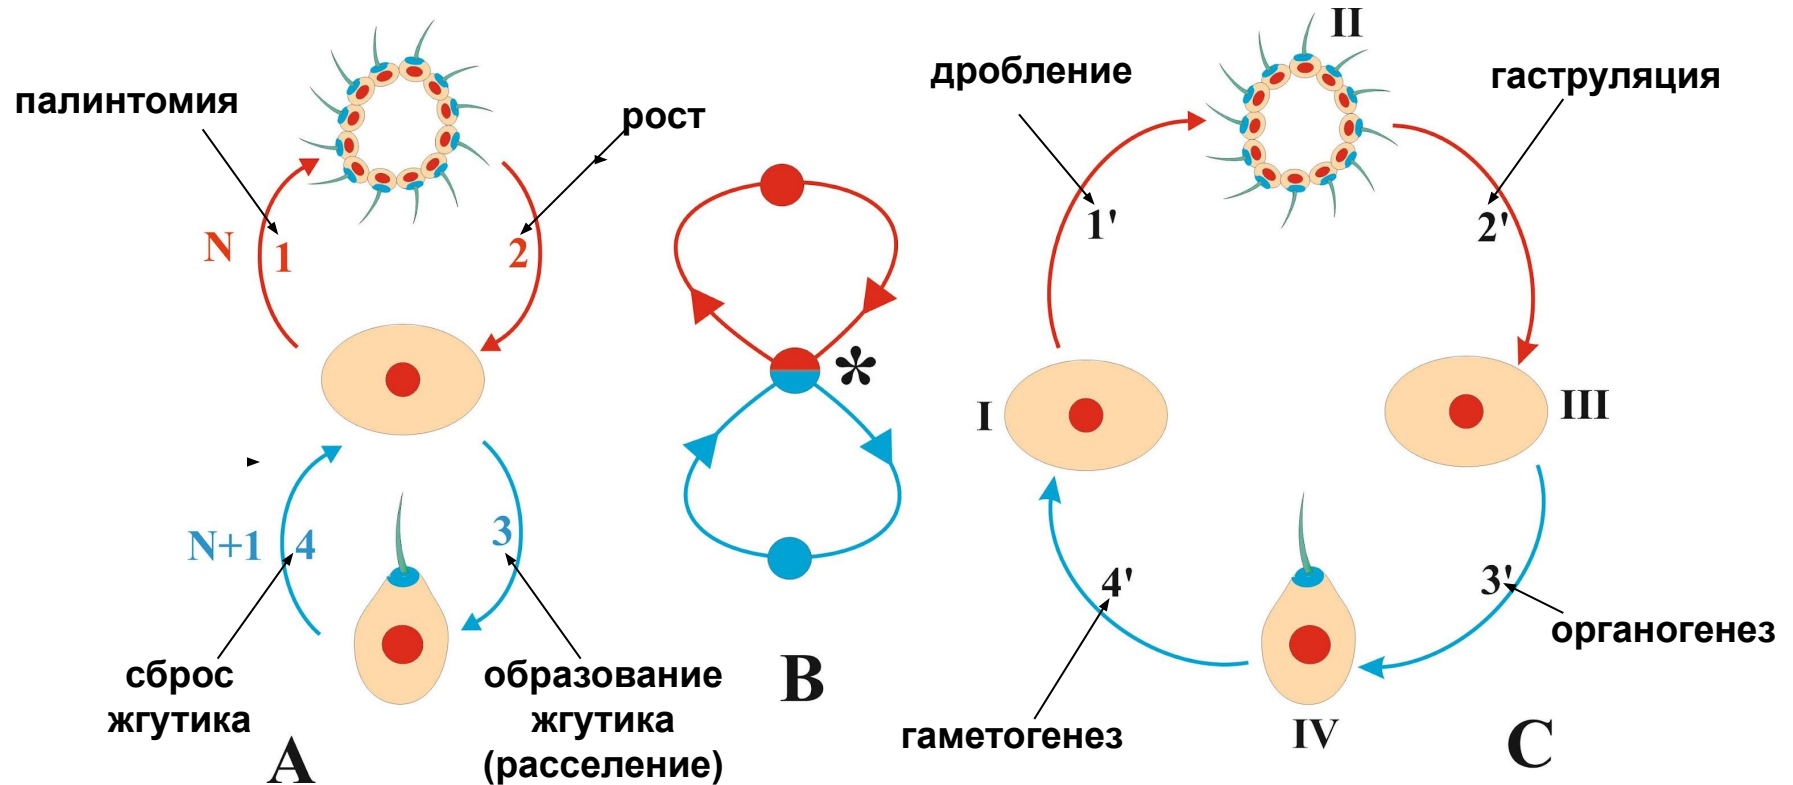 палинтомия
рост
N
1
2
N+1
4
3
сброс
жгутика
образование
жгутика
(расселение)
A
*
B
II
дробление
гаструляция
1'
2'
I
III
4'
3'
органогенез
гаметогенез
IV
C